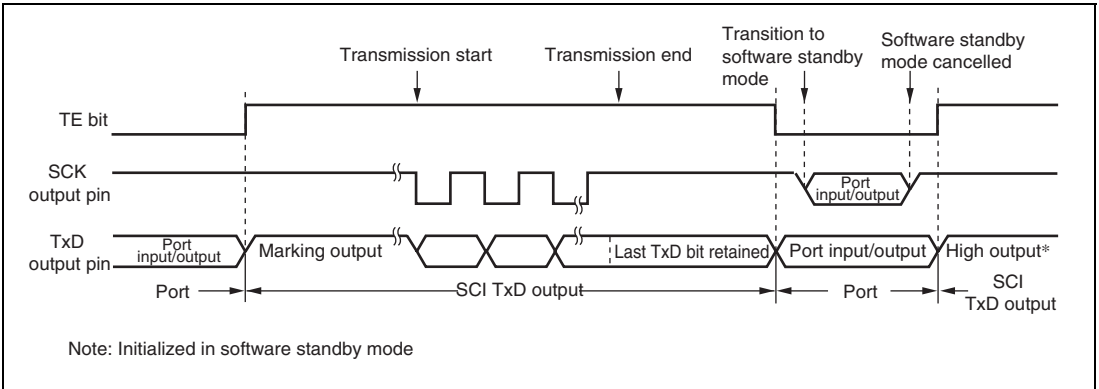 Transmission start
Transmission end
Transition to
software standby
mode
Software standby
mode cancelled
TE bit
SCK
output pin
Port
input/output
TxD
output pin
Port
input/output
Marking output
Last TxD bit retained
Port input/output
High output*
Port
SCI TxD output
Port
SCI
TxD output
Note: Initialized in software standby mode